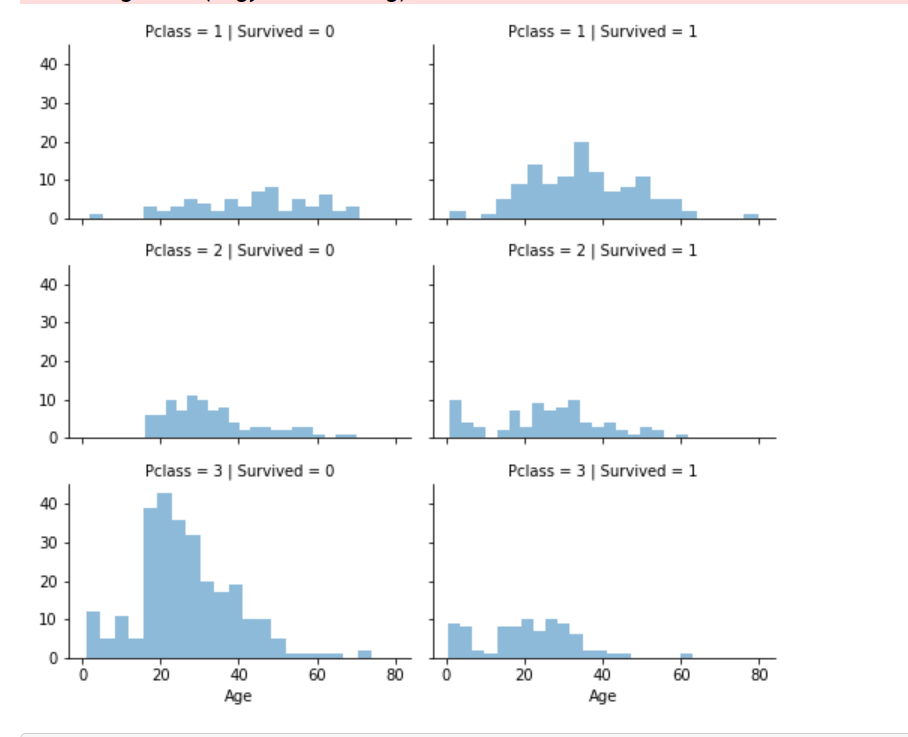 Pclass = 1 | Survived = 0
Pclass = 1 | Survived = 1
40
30
20
10
0
Pclass = 2 | Survived = 0
Pclass = 2 | Survived = 1
40
30
20
10
0
Pclass = 3 | Survived = 0
Pclass = 3 | Survived = 1
40
30
20
10
0
0 20 40 60 80
0 20 40 60 80
Age
Age